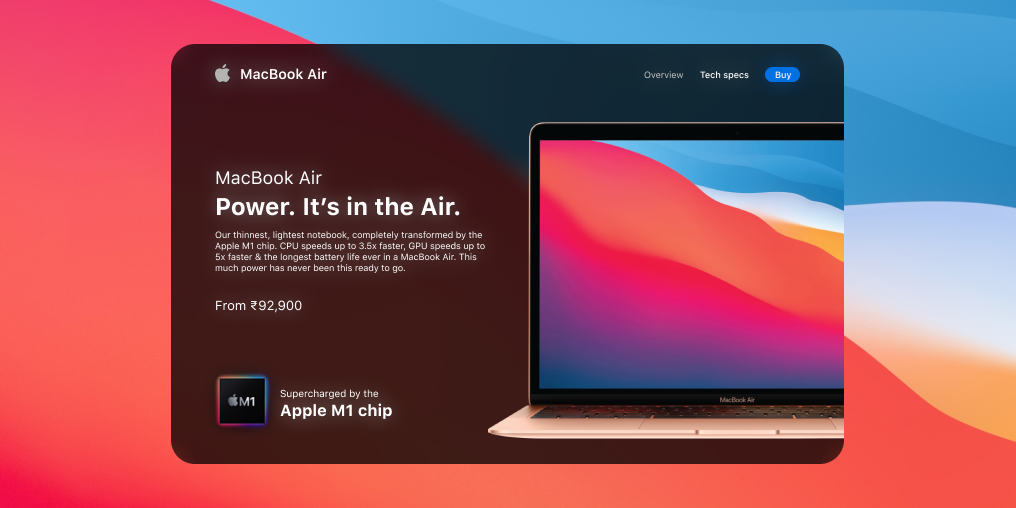 MacBook Air
Overview
Tech specs
Buy
MacBook Air
Power. It’s in the Air.
Our thinnest, lightest notebook, completely transformed by the
Apple M1 chip. CPU speeds up to 3.5x faster, GPU speeds up to
5x faster & the longest battery life ever in a MacBook Air. This
much power has never been this ready to go.
From ₹92,900
M1
Supercharged by the
Apple M1 chip
MacBook Air